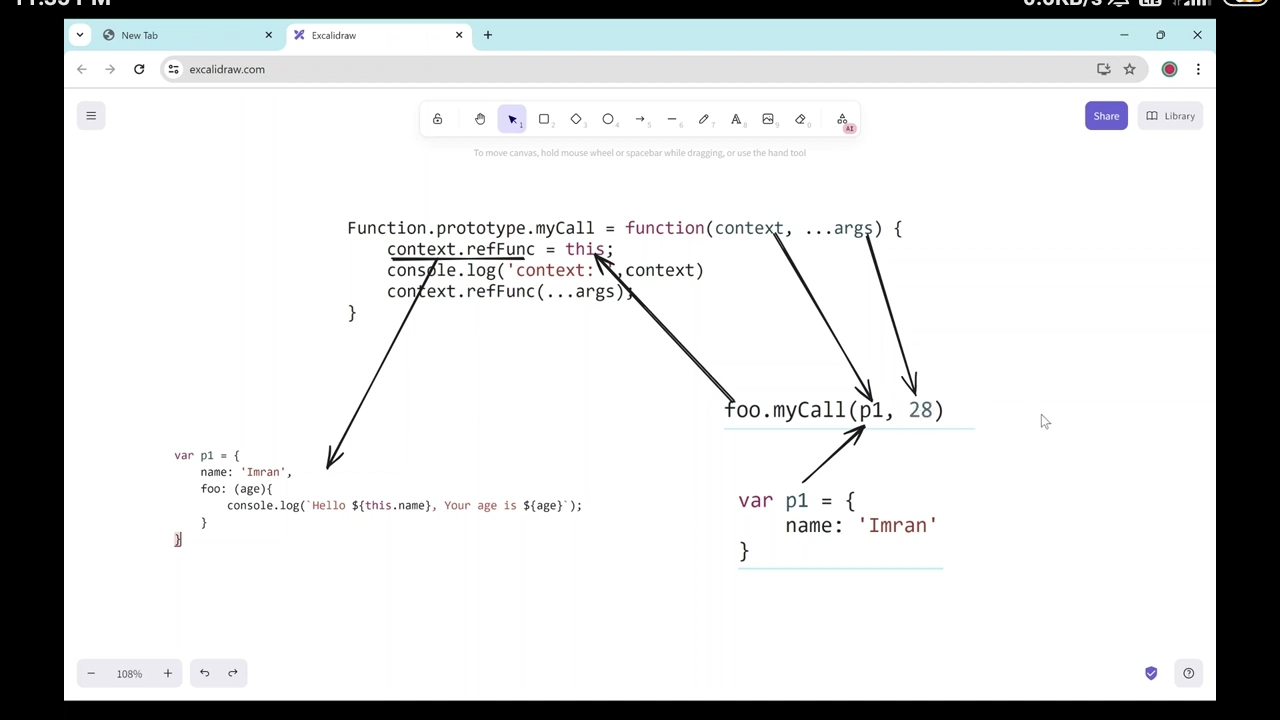 New Tab
Excalidraw
excalidraw.com
Share
Library
To move canvas, hold mouse wheel or spacebar while dragging, or use the hand tool
Function.prototype.myCall = function(context, ...args) {
context.refFunc = this;
console.log('context: ',context)
context.refFunc(...args);
}
foo.myCall(p1, 28)
var p1 = {
name: 'Imran',
foo: (age){
console.log(`Hello ${this.name}, Your age is ${age}`);
}
}
var p1 = {
name: 'Imran'
}
108%